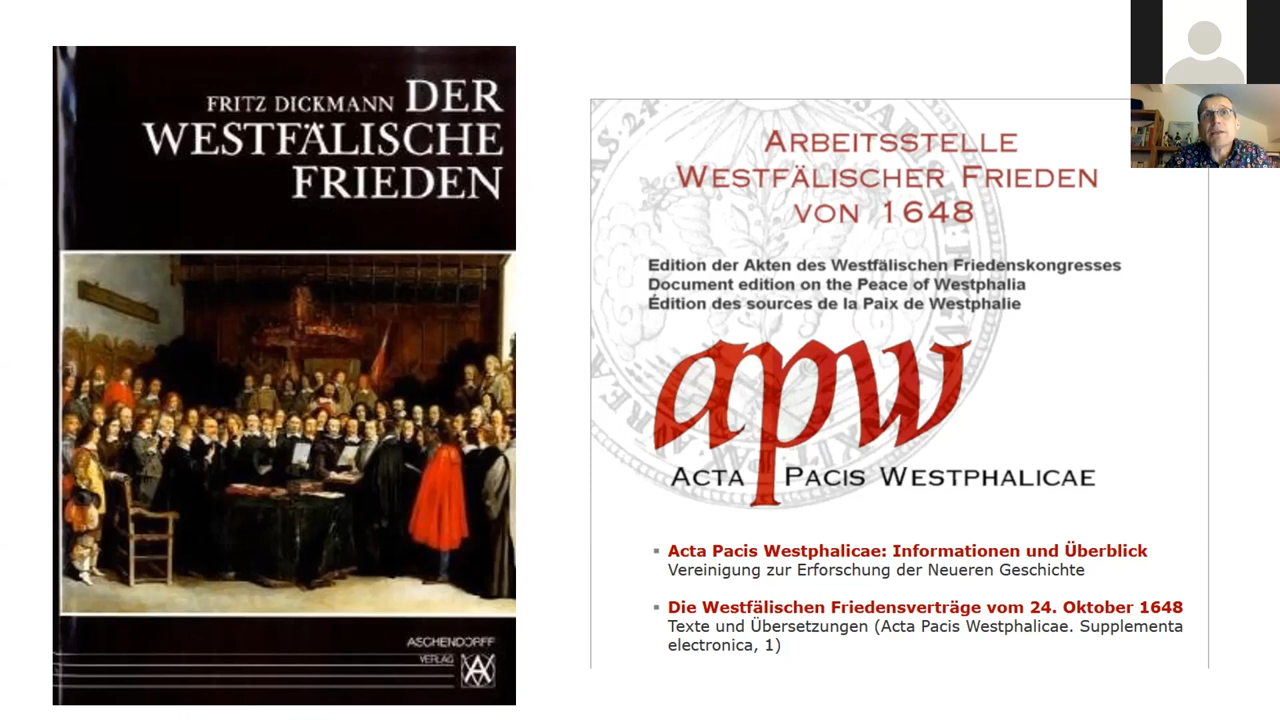 FRITZ DICKMANN DER
WESTFÄLISCHE
FRIEDEN
ASCHENDORFF
VERLAG
ARBEITSSTELLE
WESTFÄLISCHER FRIEDEN
VON 1648
Edition der Akten des Westfälischen Friedenskongresses
Document edition on the Peace of Westphalia
Édition des sources de la Paix de Westphalie
apw
ACTA PACIS WESTPHALICAE
Acta Pacis Westphalicae: Informationen und Überblick
Vereinigung zur Erforschung der Neueren Geschichte
Die Westfälischen Friedensverträge vom 24. Oktober 1648
Texte und Übersetzungen (Acta Pacis Westphalicae. Supplementa
electronica, 1)